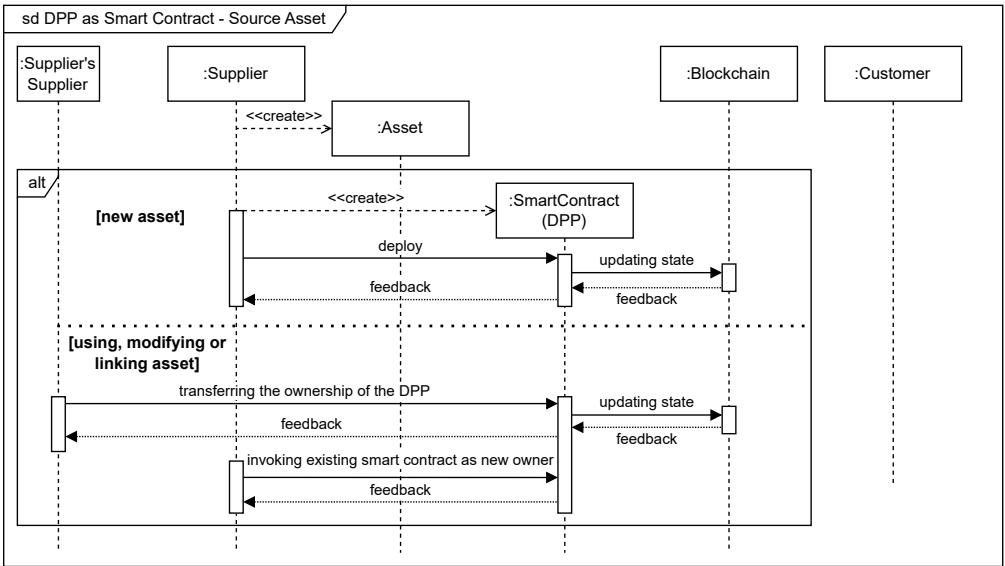 sd DPP as Smart Contract - Source Asset
:Supplier's
Supplier
:Supplier
:Blockchain
:Customer
<<create>>
:Asset
alt
<<create>>
:SmartContract
(DPP)
[new asset]
deploy
updating state
feedback
feedback
[using, modifying or
linking asset]
transferring the ownership of the DPP
updating state
feedback
feedback
invoking existing smart contract as new owner
feedback